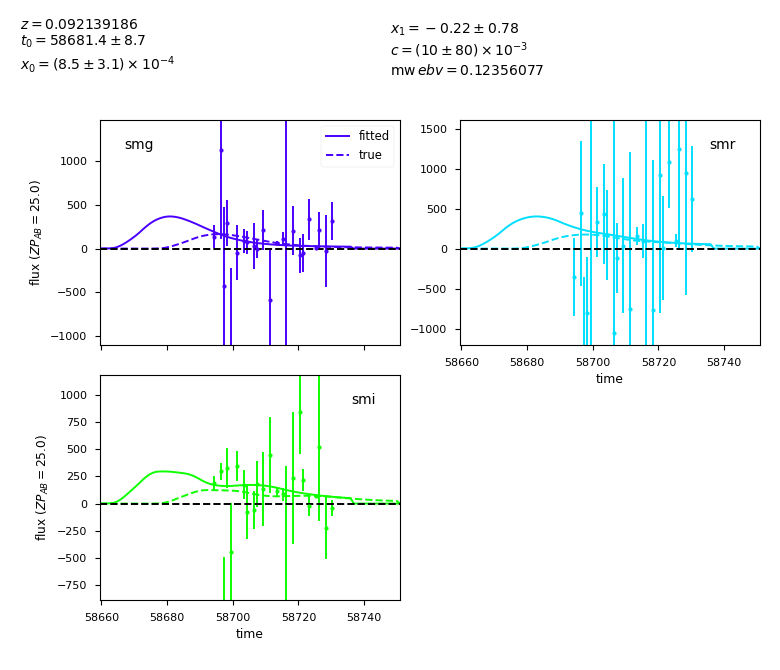 z = 0.092139186
t₀ = 58681.4 ± 8.7
x₀ = (8.5 ± 3.1) × 10⁻⁴
x₁ = −0.22 ± 0.78
c = (10 ± 80) × 10⁻³
mw ebv = 0.12356077
smg
fitted
true
1000
500
0
−500
−1000
flux (ZP_AB = 25.0)
smr
1500
1000
500
0
−500
−1000
58660 58680 58700 58720 58740
time
smi
1000
750
500
250
0
−250
−500
−750
flux (ZP_AB = 25.0)
58660 58680 58700 58720 58740
time